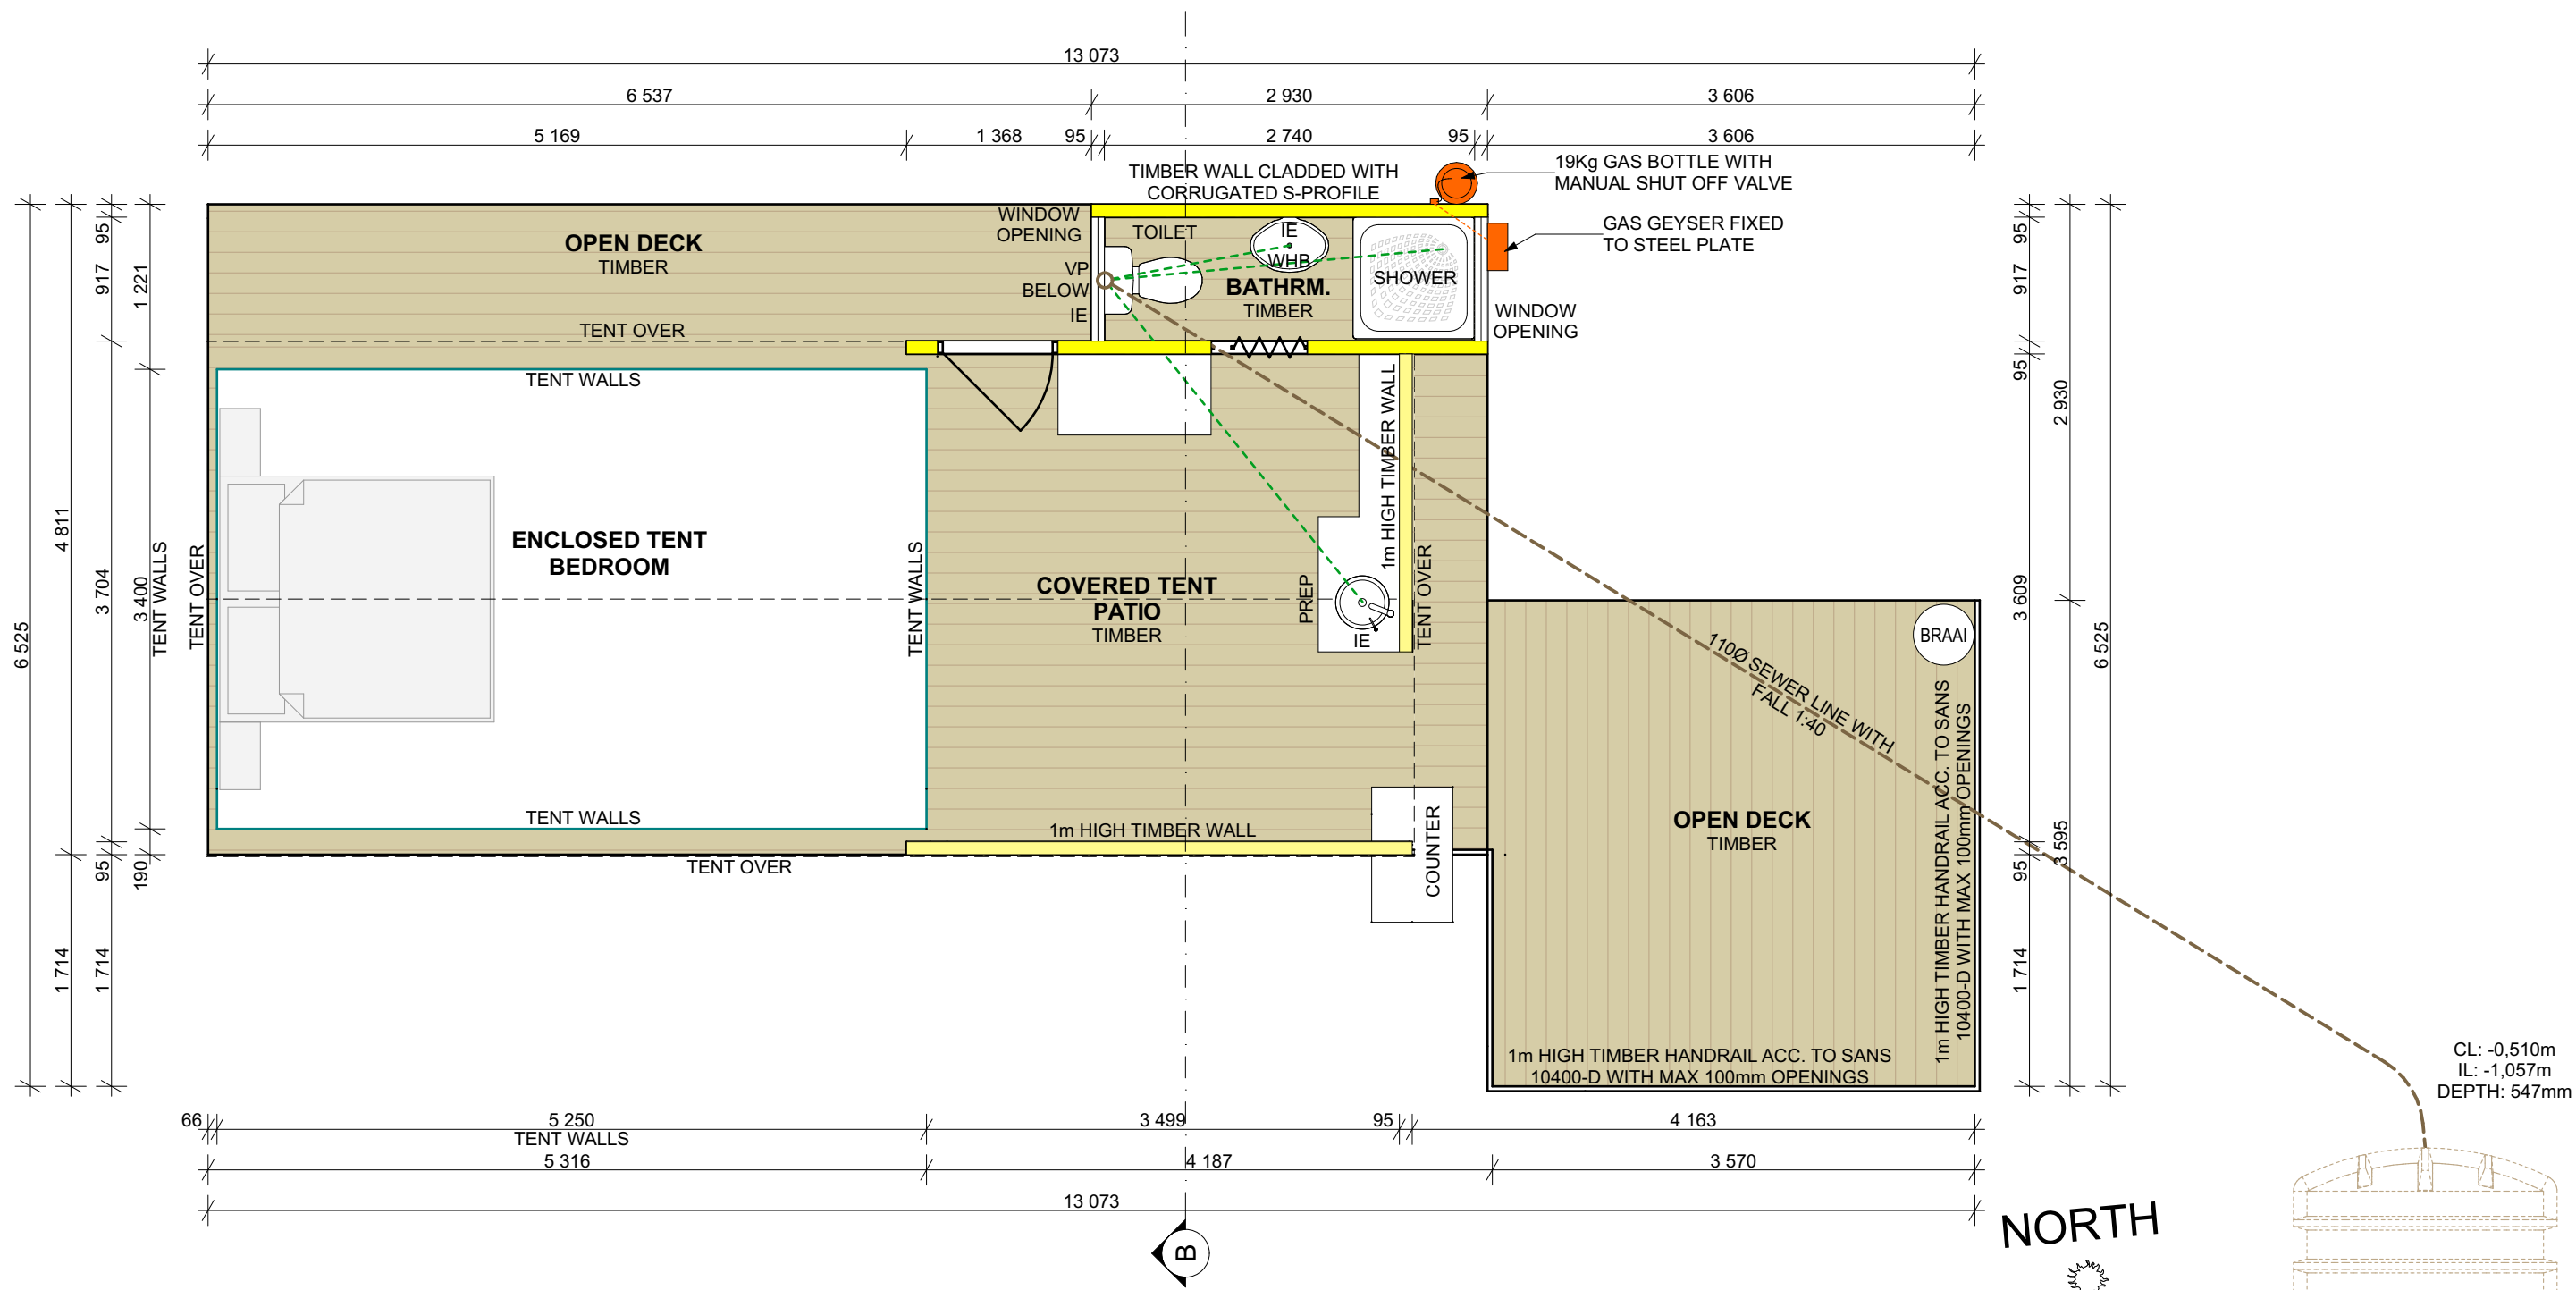 13 073
6 537
2 930
3 606
5 169
1 368
95
2 740
95
3 606
TIMBER WALL CLADDED WITH
CORRUGATED S-PROFILE
19Kg GAS BOTTLE WITH
MANUAL SHUT OFF VALVE
GAS GEYSER FIXED
TO STEEL PLATE
WINDOW
OPENING
TOILET
IE
WHB
SHOWER
BATHRM.
TIMBER
VP
BELOW
IE
WINDOW
OPENING
OPEN DECK
TIMBER
TENT OVER
TENT WALLS
6 525
4 811
1 714
95
917
3 704
95
1 714
1 221
3 400
190
TENT WALLS
TENT OVER
ENCLOSED TENT
BEDROOM
TENT WALLS
COVERED TENT
PATIO
TIMBER
PREP
IE
1m HIGH TIMBER WALL
TENT OVER
TENT WALLS
1m HIGH TIMBER WALL
TENT OVER
COUNTER
BRAAI
110Ø SEWER LINE WITH
FALL 1:40
OPEN DECK
TIMBER
1m HIGH TIMBER HANDRAIL ACC. TO SANS
10400-D WITH MAX 100mm OPENINGS
1m HIGH TIMBER HANDRAIL ACC. TO SANS
10400-D WITH MAX 100mm OPENINGS
95
917
95
3 609
95
1 714
2 930
3 595
6 525
CL: -0,510m
IL: -1,057m
DEPTH: 547mm
66
5 250
TENT WALLS
3 499
95
4 163
5 316
4 187
3 570
13 073
B
NORTH